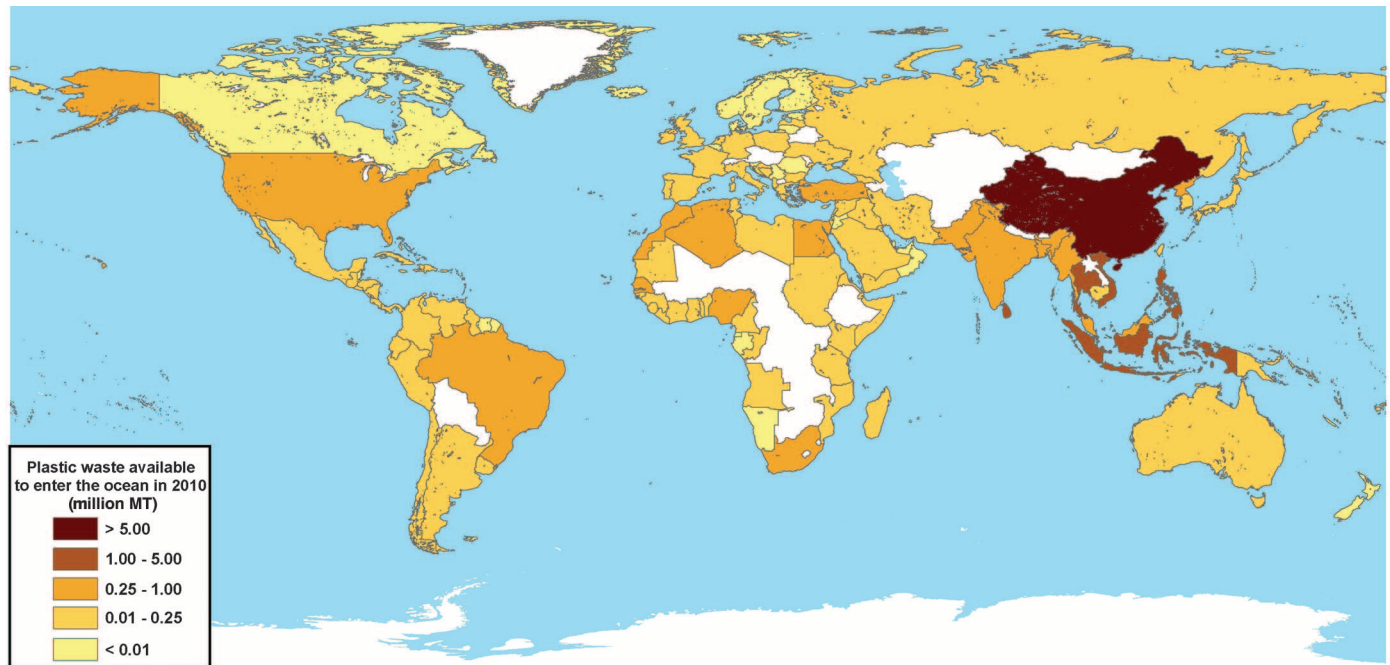 Plastic waste available
to enter the ocean in 2010
(million MT)
> 5.00
1.00 - 5.00
0.25 - 1.00
0.01 - 0.25
< 0.01